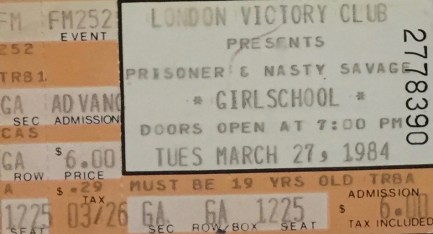 FM FM252
EVENT
252
TRB1
GA ADVANC
SEC ADMISSION
CAS
GA $6.00
ROW PRICE
A $ .29
TAX
1225 03/26
SEAT
LONDON VICTORY CLUB
PRESENTS
PRISONER & NASTY SAVAGE
* GIRLSCHOOL *
DOORS OPEN AT 7:00 PM
TUES MARCH 27, 1984
MUST BE 19 YRS OLD TRBA
ADMISSION
GA GA 1225 $ 6.00
SEC ROW/BOX SEAT TAX INCLUDED
2778390